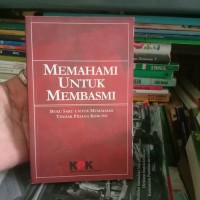 MEMAHAMI
UNTUK
MEMBASMI
BUKU SAKU UNTUK MEMAHAMI
TINDAK PIDANA KORUPSI
KPK